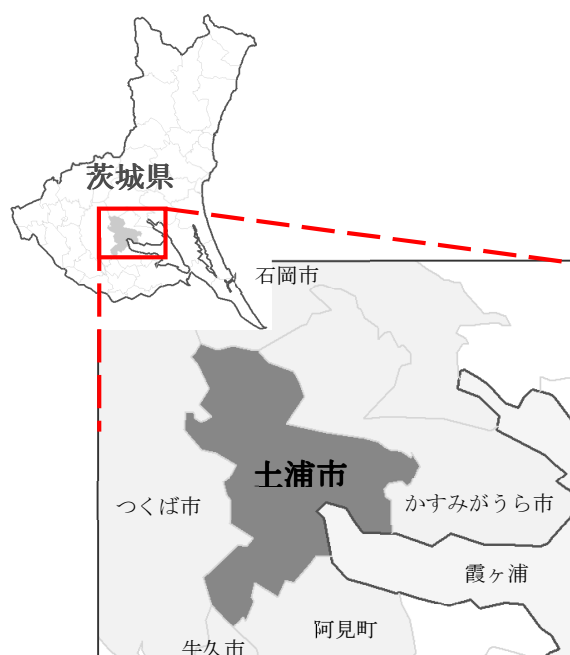 茨城県
石岡市
土浦市
つくば市
かすみがうら市
霞ヶ浦
阿見町
牛久市